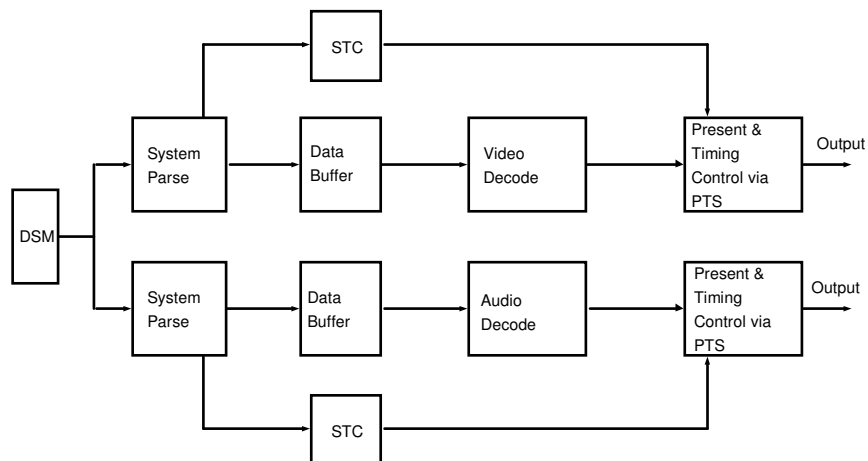 STC
System
Parse
Data
Buffer
Video
Decode
Present &
Timing
Control via
PTS
Output
DSM
System
Parse
Data
Buffer
Audio
Decode
Present &
Timing
Control via
PTS
Output
STC